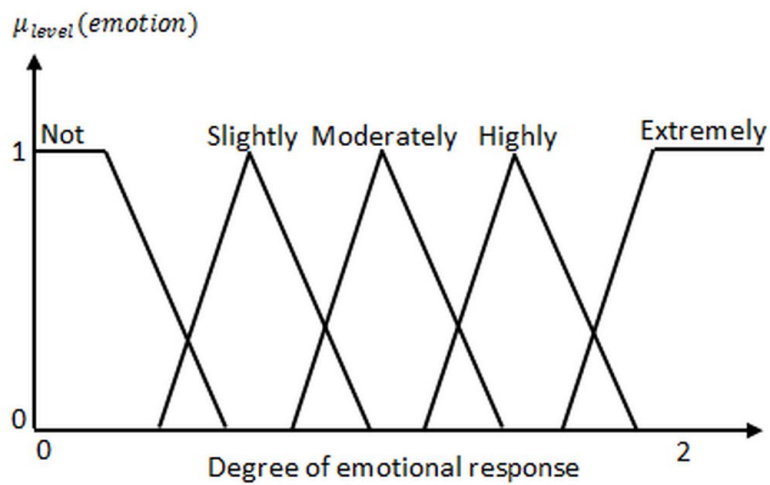 μlevel(emotion)
Not Slightly Moderately Highly Extremely
1
0
0 2
Degree of emotional response